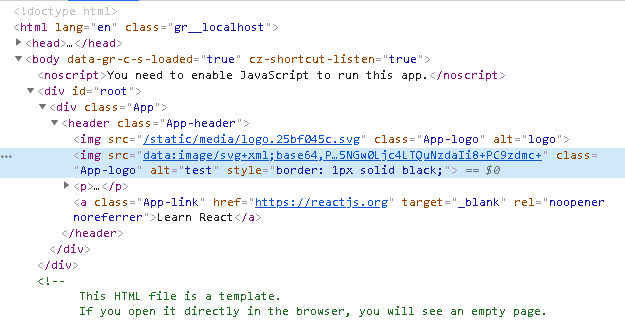 <!doctype html>
<html lang="en" class="gr__localhost">
<head>…</head>
<body data-gr-c-s-loaded="true" cz-shortcut-listen="true">
<noscript>You need to enable JavaScript to run this app.</noscript>
<div id="root">
<div class="App">
<header class="App-header">
<img src="/static/media/logo.25bf045c.svg" class="App-logo" alt="logo">
<img src="data:image/svg+xml;base64,P…5NGw0Ljc4LTQuNzdaIi8+PC9zdmc+" class=
"App-logo" alt="test" style="border: 1px solid black;"> == $0
<p>…</p>
<a class="App-link" href="https://reactjs.org" target="_blank" rel="noopener
noreferrer">Learn React</a>
</header>
</div>
</div>
<!--
This HTML file is a template.
If you open it directly in the browser, you will see an empty page.